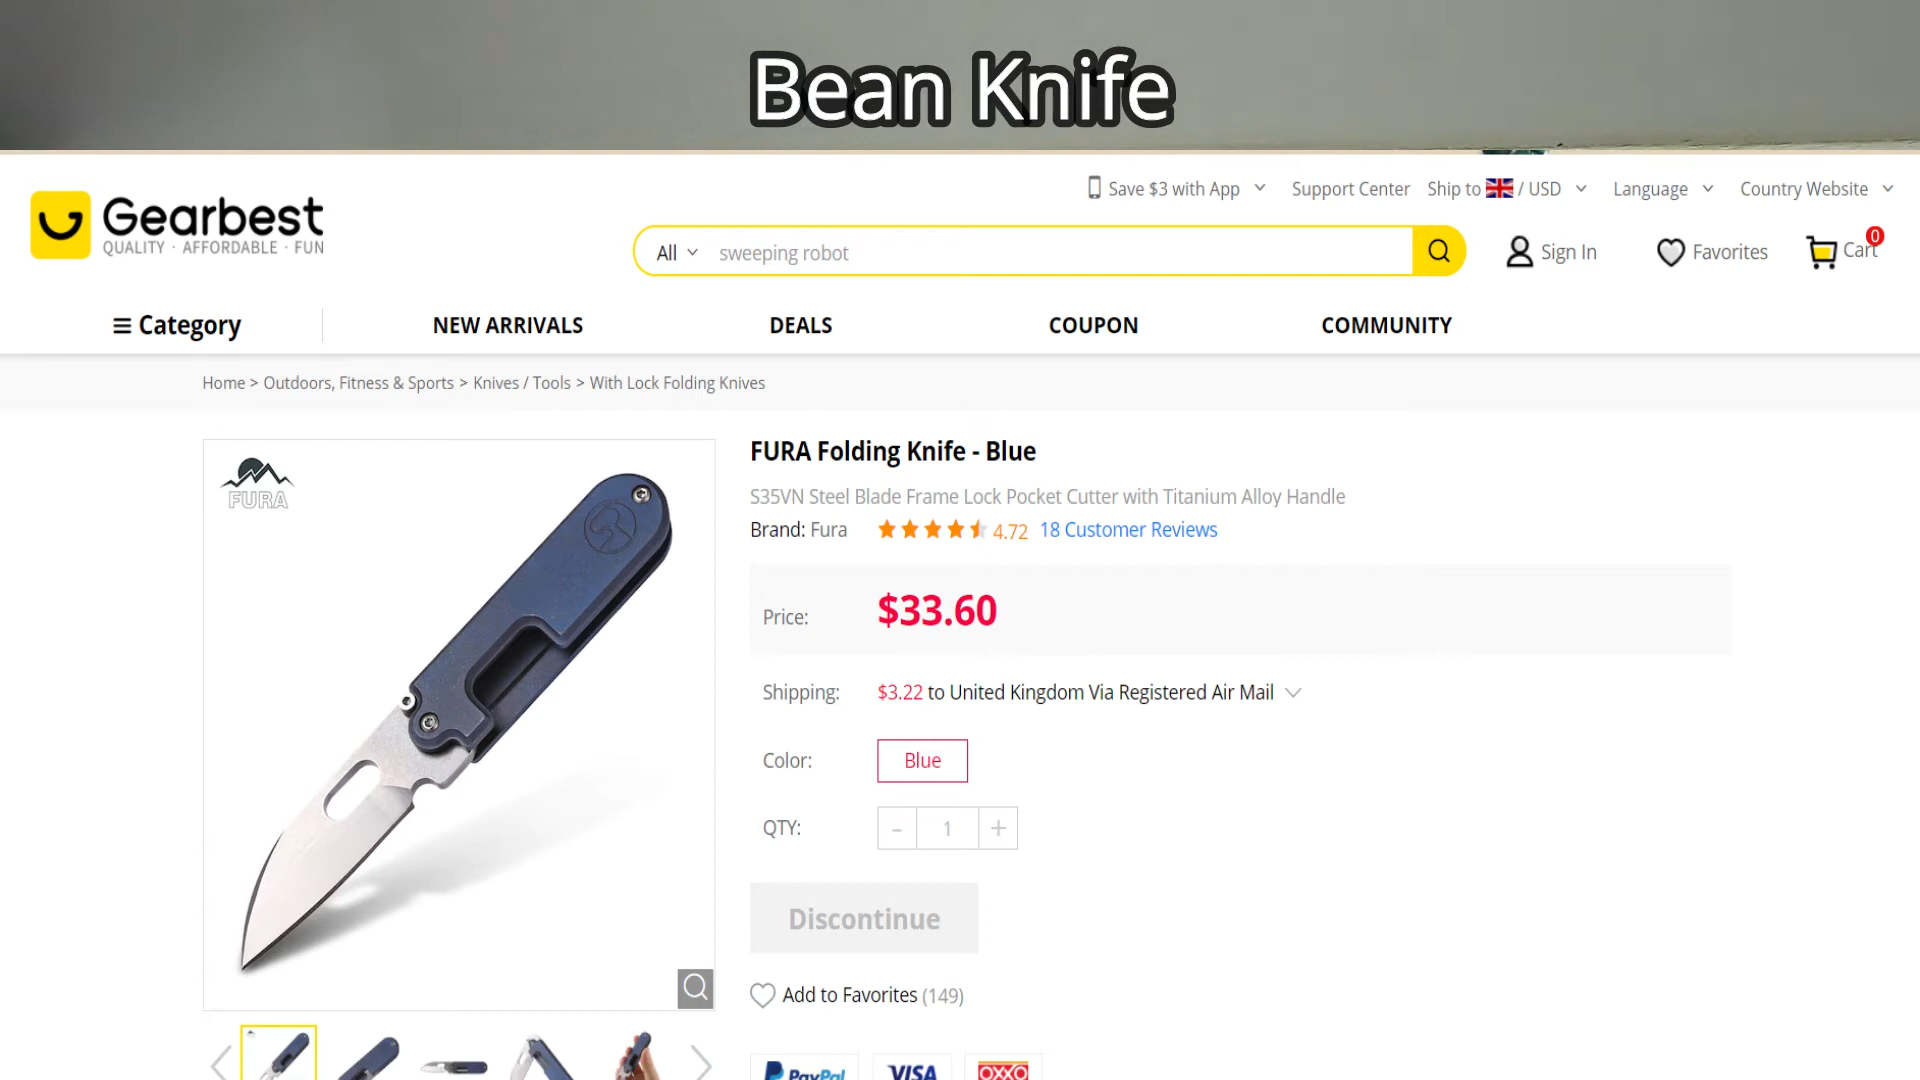 Bean Knife
Save $3 with App
Support Center
Ship to / USD
Language
Country Website
Gearbest
QUALITY · AFFORDABLE · FUN
All
sweeping robot
Sign In
Favorites
Cart
0
Category
NEW ARRIVALS
DEALS
COUPON
COMMUNITY
Home > Outdoors, Fitness & Sports > Knives / Tools > With Lock Folding Knives
FURA
FURA Folding Knife - Blue
S35VN Steel Blade Frame Lock Pocket Cutter with Titanium Alloy Handle
Brand: Fura
4.72
18 Customer Reviews
Price: $33.60
Shipping: $3.22 to United Kingdom Via Registered Air Mail
Color: Blue
QTY: - 1 +
Discontinue
Add to Favorites (149)
PayPal
VISA
OXXO